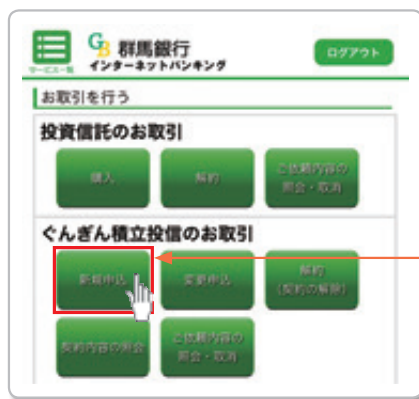 サービス一覧
GB 群馬銀行
インターネットバンキング
ログアウト
お取引を行う
投資信託のお取引
購入
解約
ご依頼内容の
照会・取消
ぐんぎん積立投信のお取引
新規申込
変更申込
解約
(契約の解除)
契約内容の照会
ご依頼内容の
照会・取消